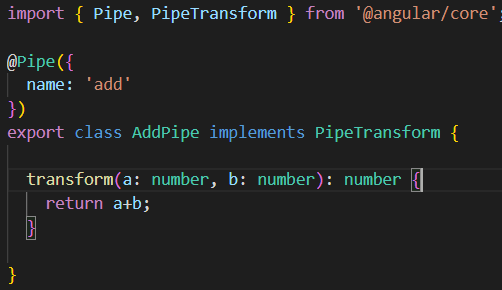 import { Pipe, PipeTransform } from '@angular/core';
@Pipe({
  name: 'add'
})
export class AddPipe implements PipeTransform {
  transform(a: number, b: number): number {
    return a+b;
  }
}